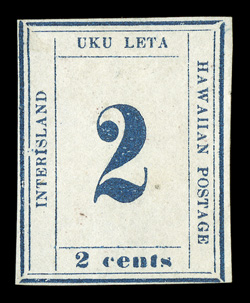 UKU LETA
INTERISLAND
2
HAWAIIAN POSTAGE
2 cents